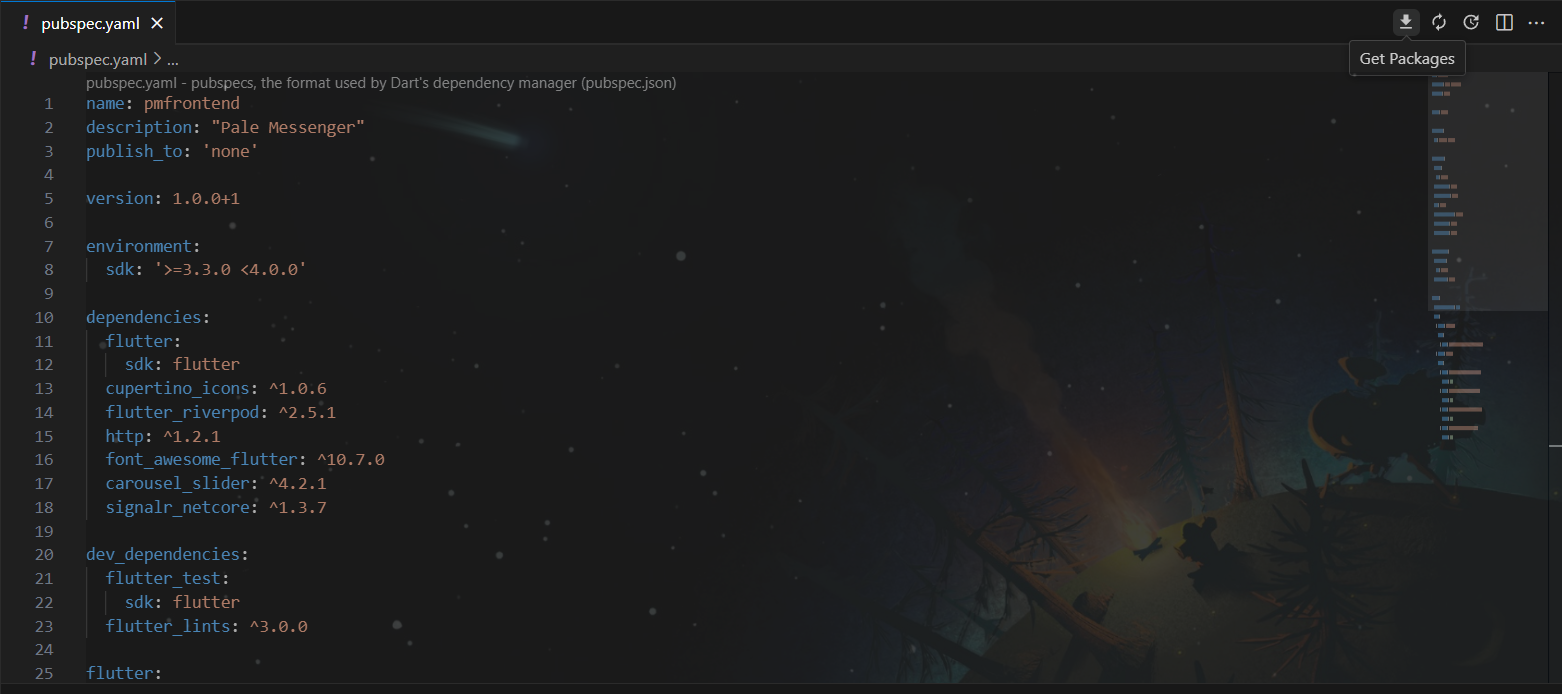 ! pubspec.yaml ×
Get Packages
! pubspec.yaml > ...
pubspec.yaml - pubspecs, the format used by Dart's dependency manager (pubspec.json)
1 name: pmfrontend
2 description: "Pale Messenger"
3 publish_to: 'none'
4
5 version: 1.0.0+1
6
7 environment:
8   sdk: '>=3.3.0 <4.0.0'
9
10 dependencies:
11   flutter:
12     sdk: flutter
13   cupertino_icons: ^1.0.6
14   flutter_riverpod: ^2.5.1
15   http: ^1.2.1
16   font_awesome_flutter: ^10.7.0
17   carousel_slider: ^4.2.1
18   signalr_netcore: ^1.3.7
19
20 dev_dependencies:
21   flutter_test:
22     sdk: flutter
23   flutter_lints: ^3.0.0
24
25 flutter: